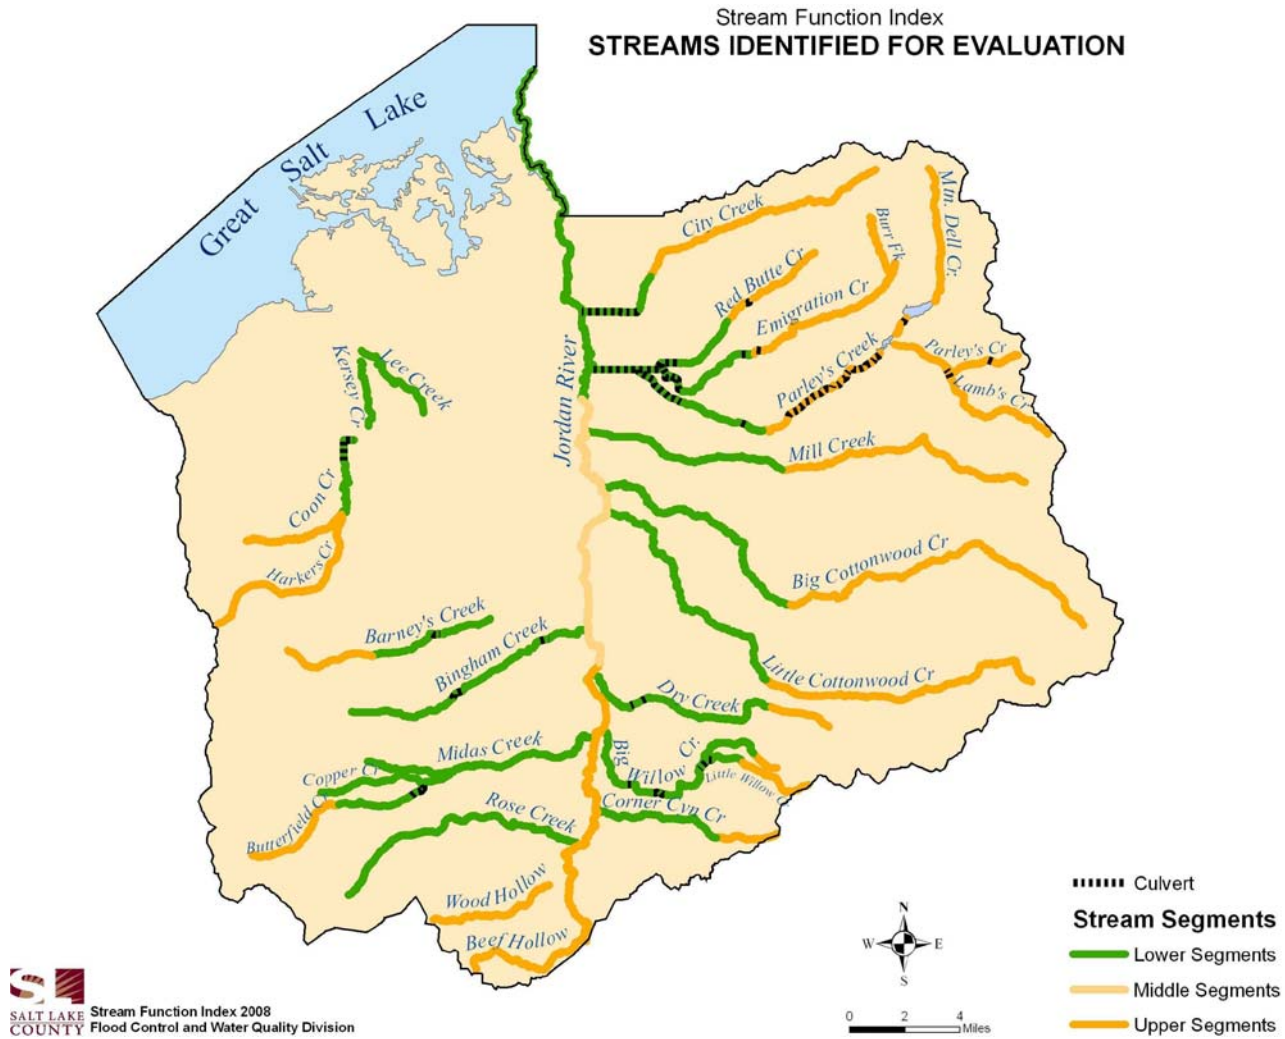 Stream Function Index
STREAMS IDENTIFIED FOR EVALUATION
Great Salt Lake
City Creek
Burr Fk
Mtn. Dell Cr.
Red Butte Cr
Emigration Cr
Parley's Creek
Parley's Cr
Lamb's Cr
Kersey Cr
Lee Creek
Jordan River
Mill Creek
Coon Cr
Harkers Cr
Big Cottonwood Cr
Barney's Creek
Bingham Creek
Little Cottonwood Cr
Dry Creek
Midas Creek
Big Willow Cr.
Little Willow Cr
Copper Cr
Butterfield Cr
Rose Creek
Corner Cyn Cr
Wood Hollow
Beef Hollow
Culvert
Stream Segments
Lower Segments
Middle Segments
Upper Segments
N
W
E
S
0 2 4
Miles
SL
SALT LAKE
COUNTY
Stream Function Index 2008
Flood Control and Water Quality Division